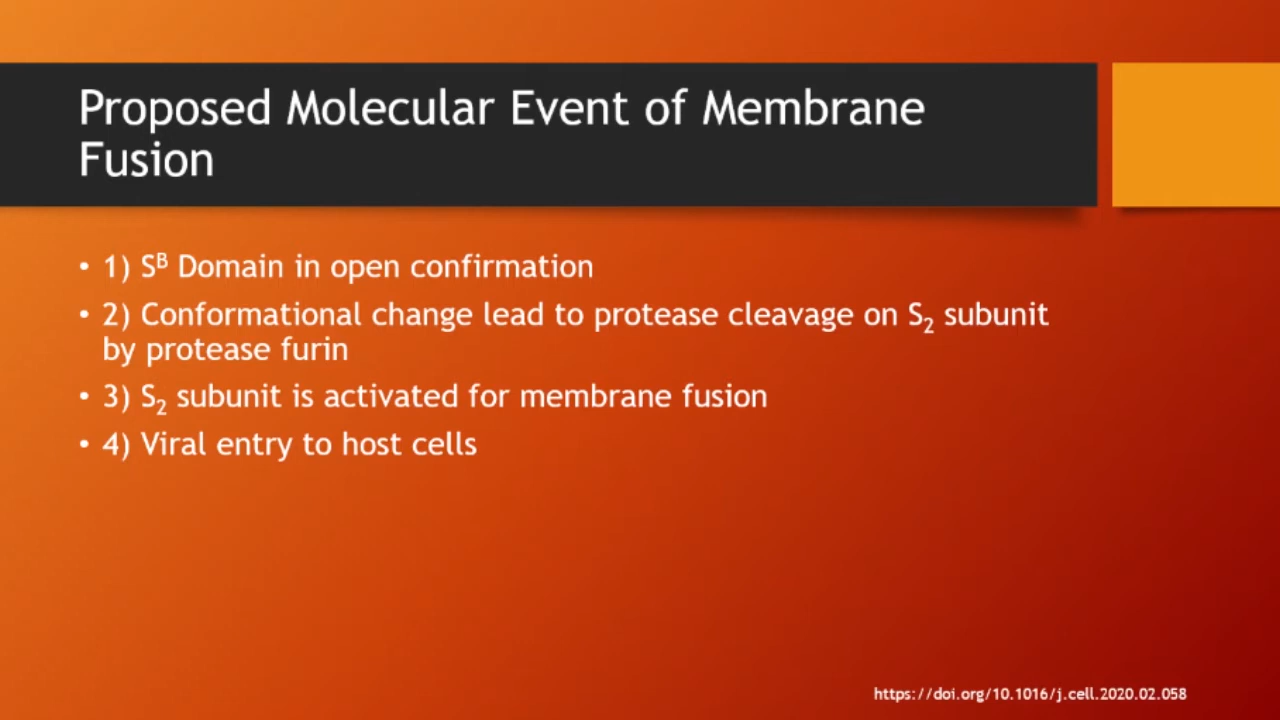 Proposed Molecular Event of Membrane
Fusion
• 1) Sᴮ Domain in open confirmation
• 2) Conformational change lead to protease cleavage on S₂ subunit
by protease furin
• 3) S₂ subunit is activated for membrane fusion
• 4) Viral entry to host cells
https://doi.org/10.1016/j.cell.2020.02.058